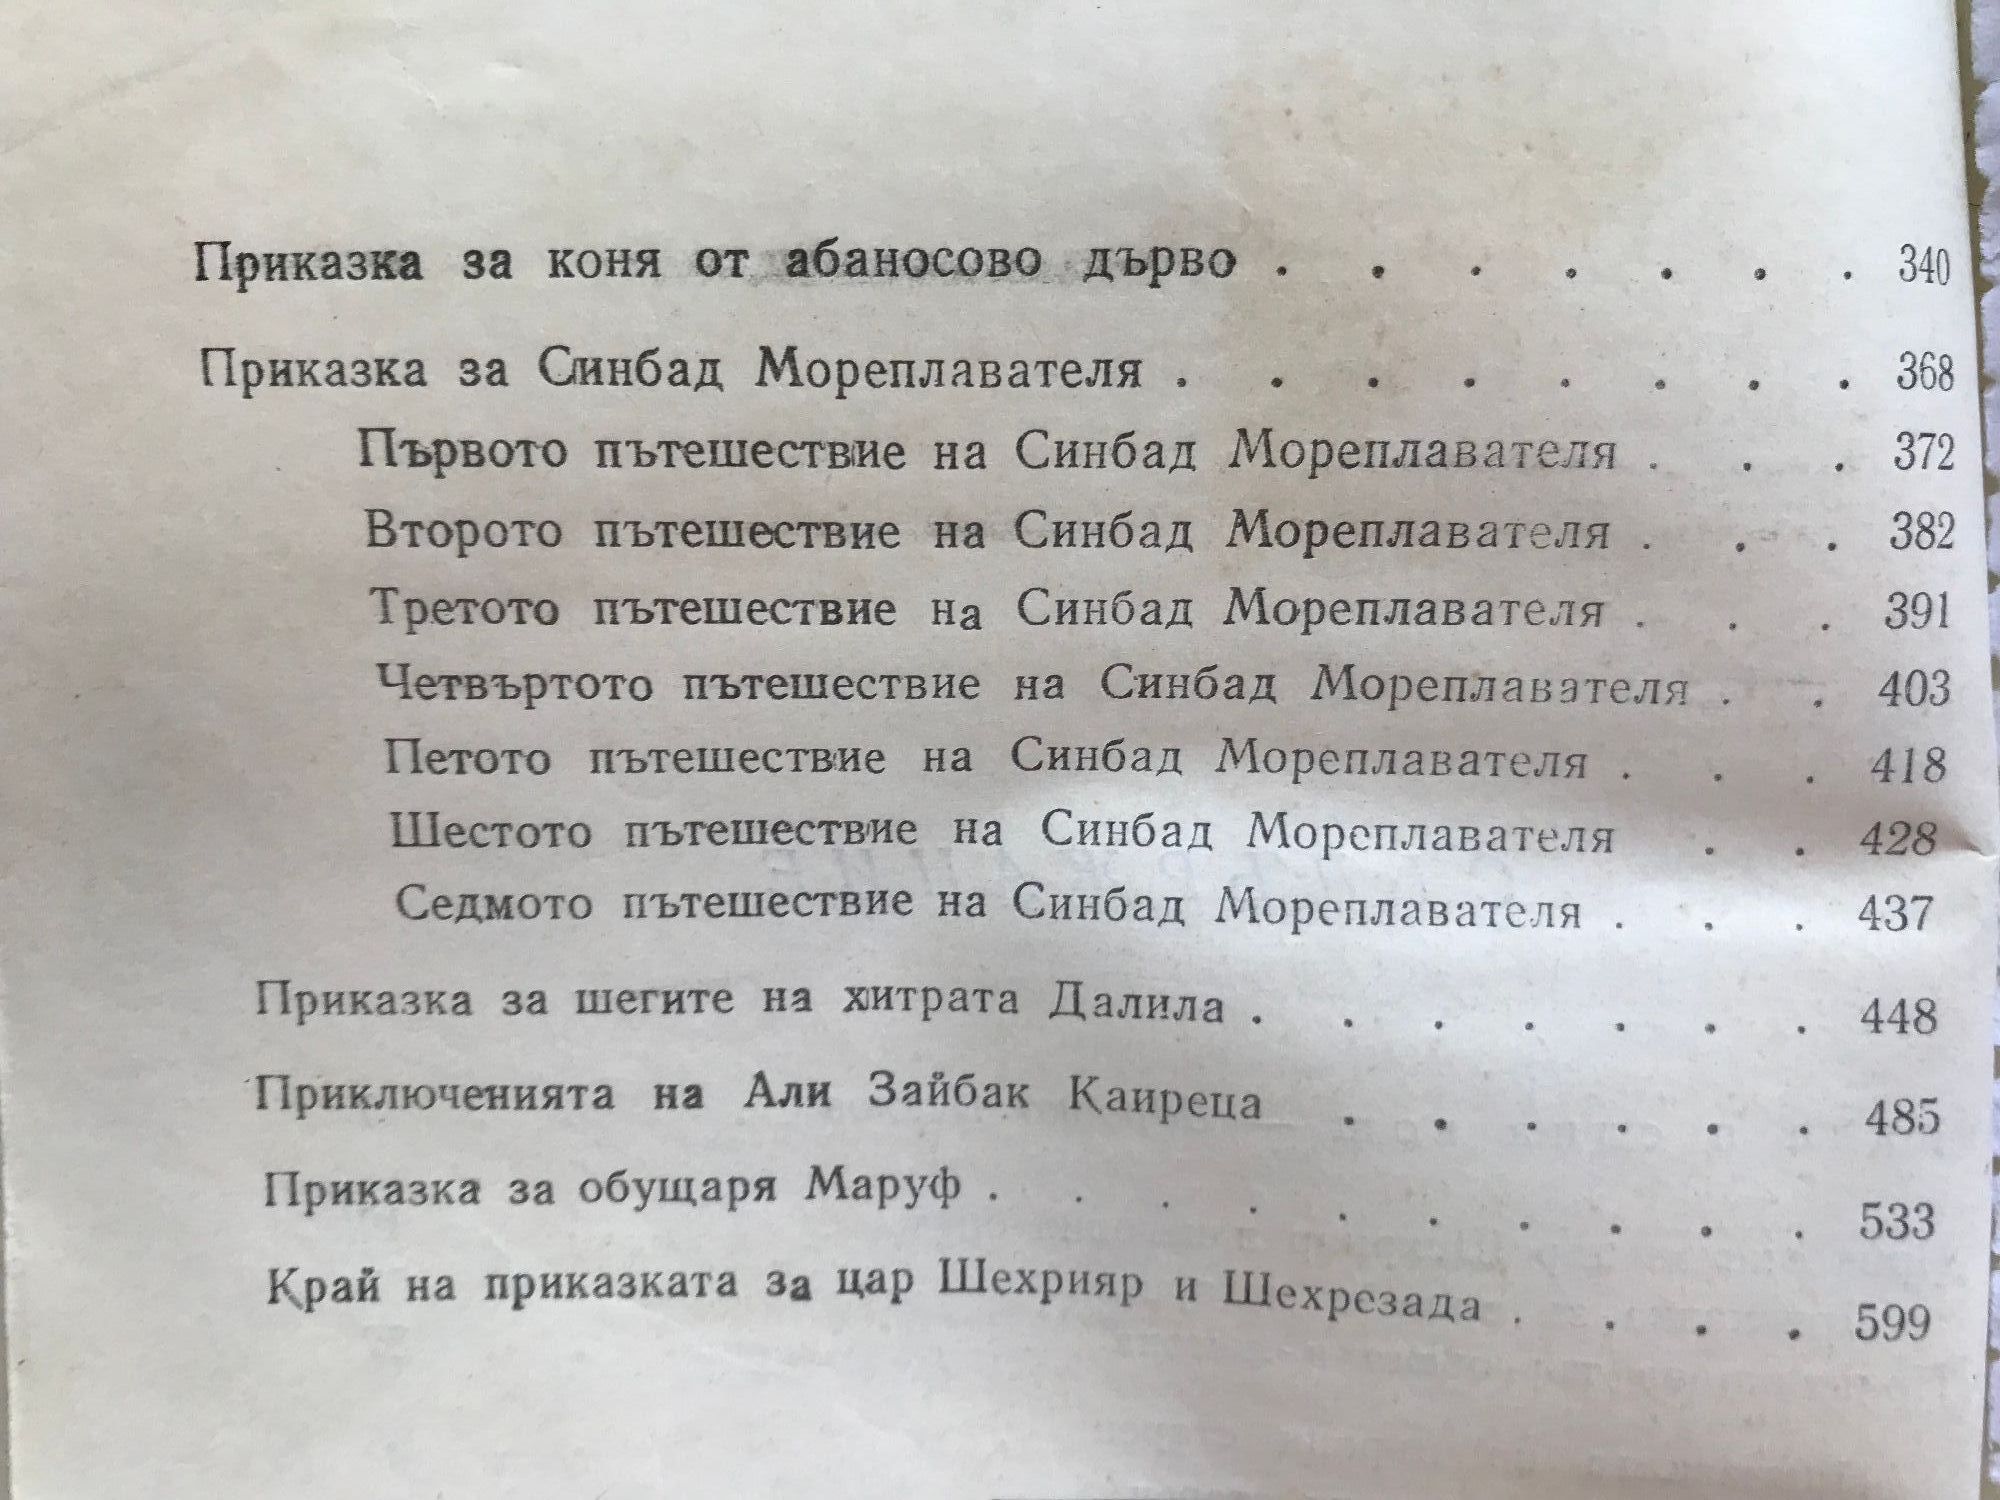 Приказка за коня от абаносово дърво . . . . . . . 340
Приказка за Синбад Мореплавателя . . . . . . . . 368
Първото пътешествие на Синбад Мореплавателя . . . 372
Второто пътешествие на Синбад Мореплавателя . . . 382
Третото пътешествие на Синбад Мореплавателя . . . 391
Четвъртото пътешествие на Синбад Мореплавателя . . 403
Петото пътешествие на Синбад Мореплавателя . . . 418
Шестото пътешествие на Синбад Мореплавателя . . 428
Седмото пътешествие на Синбад Мореплавателя . . . 437
Приказка за шегите на хитрата Далила . . . . . . . 448
Приключенията на Али Зайбак Каиреца . . . . . . 485
Приказка за обущаря Маруф . . . . . . . . . . 533
Край на приказката за цар Шехрияр и Шехрезада . . . . 599